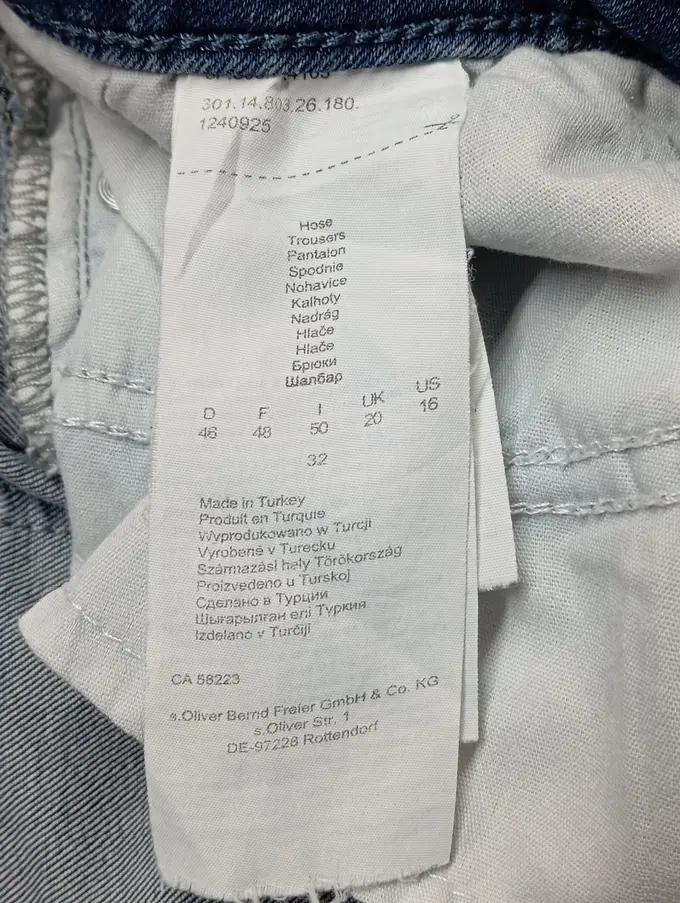 301.14.803.26.180.
1240925
Hose
Trousers
Pantalon
Spodnie
Nohavice
Kalhoty
Nadrág
Hlače
Hlače
Брюки
Шалбар
D F I UK US
46 48 50 20 16
32
Made in Turkey
Produit en Turquie
Wyprodukowano w Turcji
Vyrobené v Turecku
Származási hely Törökország
Proizvedeno u Turskoj
Сделано в Турции
Шығарылған елі Туркия
Izdelano v Turčiji
CA 58223
s.Oliver Bernd Freier GmbH & Co. KG
s.Oliver Str. 1
DE-97228 Rottendorf